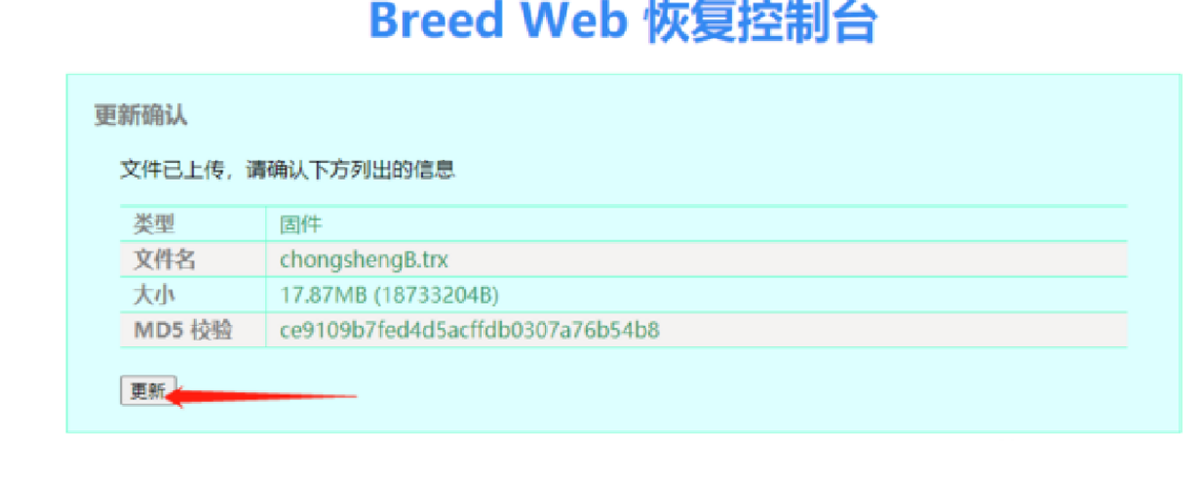 Breed Web 恢复控制台
更新确认
文件已上传，请确认下方列出的信息
类型 固件
文件名 chongshengB.trx
大小 17.87MB (18733204B)
MD5 校验 ce9109b7fed4d5acffdb0307a76b54b8
更新